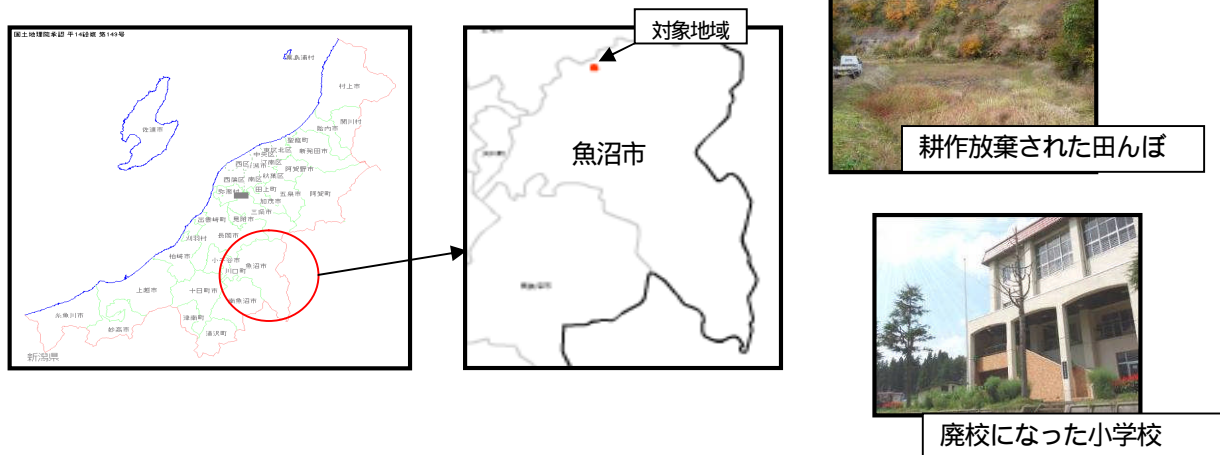 国土地理院承認 平14総複 第149号
粟島浦村
村上市
関川村
胎内市
佐渡市
聖籠町
新発田市
阿賀野市
田上町
五泉市
阿賀町
加茂市
三条市
出雲崎町
見附市
長岡市
刈羽村
柏崎市
小千谷市
川口町
魚沼市
上越市
十日町市
南魚沼市
糸魚川市
妙高市
津南町
湯沢町
新潟県
対象地域
魚沼市
耕作放棄された田んぼ
廃校になった小学校